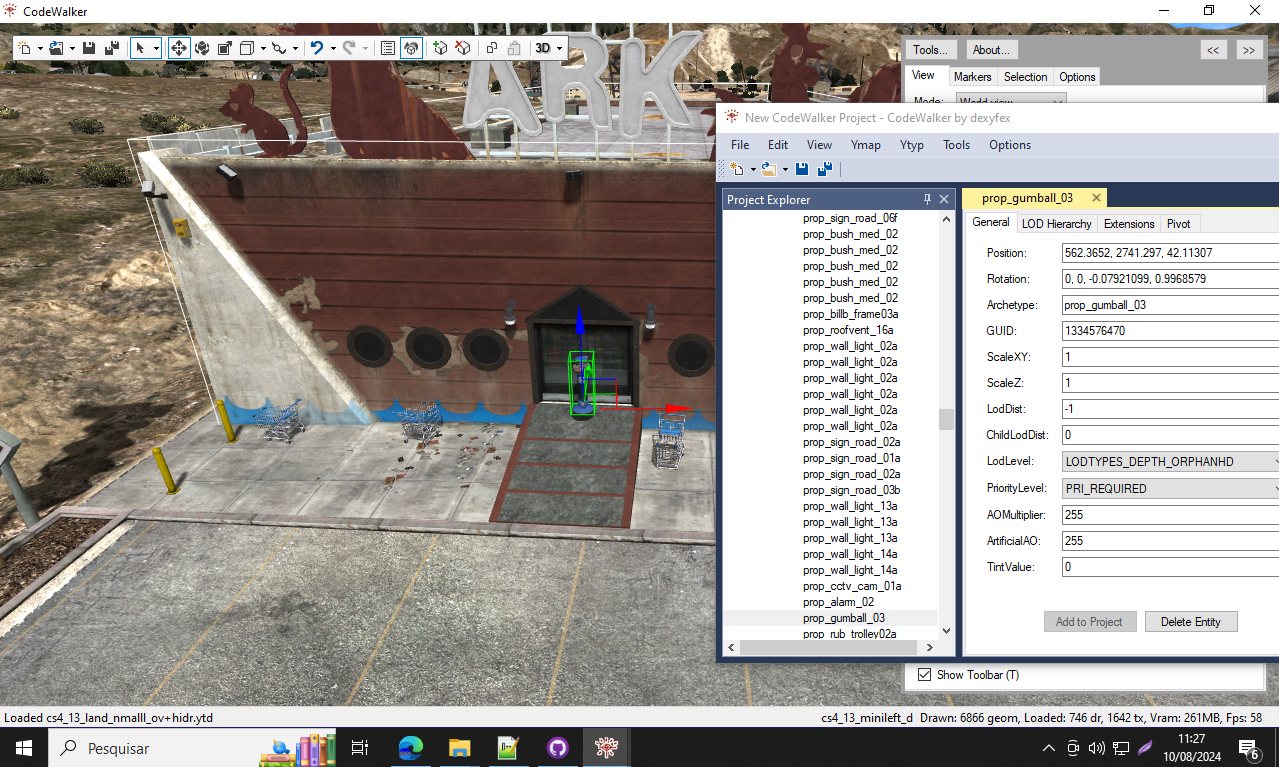 CodeWalker
3D
ARK
Tools...
About...
<<
>>
View
Markers
Selection
Options
Mode:
World view
New CodeWalker Project - CodeWalker by dexyfex
File
Edit
View
Ymap
Ytyp
Tools
Options
Project Explorer
prop_sign_road_06f
prop_bush_med_02
prop_bush_med_02
prop_bush_med_02
prop_bush_med_02
prop_bush_med_02
prop_billb_frame03a
prop_roofvent_16a
prop_wall_light_02a
prop_wall_light_02a
prop_wall_light_02a
prop_wall_light_02a
prop_wall_light_02a
prop_wall_light_02a
prop_sign_road_02a
prop_sign_road_01a
prop_sign_road_02a
prop_sign_road_03b
prop_wall_light_13a
prop_wall_light_13a
prop_wall_light_13a
prop_wall_light_14a
prop_wall_light_14a
prop_cctv_cam_01a
prop_alarm_02
prop_gumball_03
prop_rub_trolley02a
prop_gumball_03
General
LOD Hierarchy
Extensions
Pivot
Position: 562.3652, 2741.297, 42.11307
Rotation: 0, 0, -0.07921099, 0.9968579
Archetype: prop_gumball_03
GUID: 1334576470
ScaleXY: 1
ScaleZ: 1
LodDist: -1
ChildLodDist: 0
LodLevel: LODTYPES_DEPTH_ORPHANHD
PriorityLevel: PRI_REQUIRED
AOMultiplier: 255
ArtificialAO: 255
TintValue: 0
Add to Project
Delete Entity
Show Toolbar (T)
Loaded cs4_13_land_nmalll_ov+hidr.ytd
cs4_13_minileft_d Drawn: 6866 geom, Loaded: 746 dr, 1642 tx, Vram: 261MB, Fps: 58
Pesquisar
11:27
10/08/2024
6